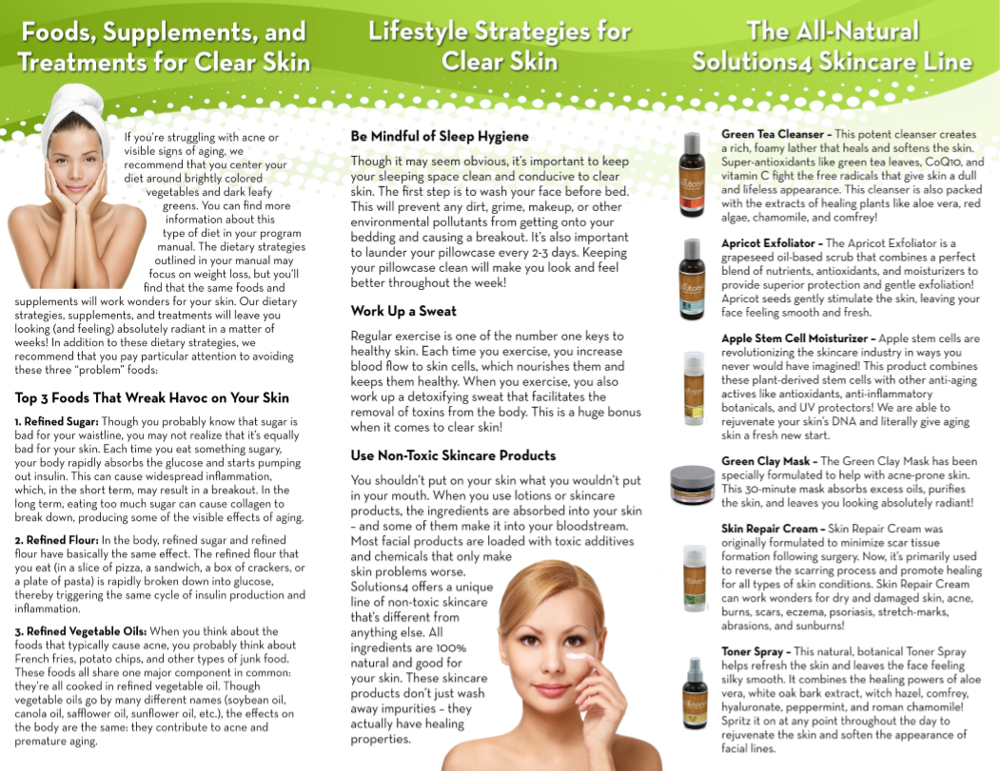 Foods, Supplements, and
Treatments for Clear Skin
If you're struggling with acne or
visible signs of aging, we
recommend that you center your
diet around brightly colored
vegetables and dark leafy
greens. You can find more
information about this
type of diet in your program
manual. The dietary strategies
outlined in your manual may
focus on weight loss, but you'll
find that the same foods and
supplements will work wonders for your skin. Our dietary
strategies, supplements, and treatments will leave you
looking (and feeling) absolutely radiant in a matter of
weeks! In addition to these dietary strategies, we
recommend that you pay particular attention to avoiding
these three “problem” foods:
Top 3 Foods That Wreak Havoc on Your Skin
1. Refined Sugar: Though you probably know that sugar is
bad for your waistline, you may not realize that it's equally
bad for your skin. Each time you eat something sugary,
your body rapidly absorbs the glucose and starts pumping
out insulin. This can cause widespread inflammation,
which, in the short term, may result in a breakout. In the
long term, eating too much sugar can cause collagen to
break down, producing some of the visible effects of aging.
2. Refined Flour: In the body, refined sugar and refined
flour have basically the same effect. The refined flour that
you eat (in a slice of pizza, a sandwich, a box of crackers, or
a plate of pasta) is rapidly broken down into glucose,
thereby triggering the same cycle of insulin production and
inflammation.
3. Refined Vegetable Oils: When you think about the
foods that typically cause acne, you probably think about
French fries, potato chips, and other types of junk food.
These foods all share one major component in common:
they're all cooked in refined vegetable oil. Though
vegetable oils go by many different names (soybean oil,
canola oil, safflower oil, sunflower oil, etc.), the effects on
the body are the same: they contribute to acne and
premature aging.
Lifestyle Strategies for
Clear Skin
Be Mindful of Sleep Hygiene
Though it may seem obvious, it's important to keep
your sleeping space clean and conducive to clear
skin. The first step is to wash your face before bed.
This will prevent any dirt, grime, makeup, or other
environmental pollutants from getting onto your
bedding and causing a breakout. It's also important
to launder your pillowcase every 2-3 days. Keeping
your pillowcase clean will make you look and feel
better throughout the week!
Work Up a Sweat
Regular exercise is one of the number one keys to
healthy skin. Each time you exercise, you increase
blood flow to skin cells, which nourishes them and
keeps them healthy. When you exercise, you also
work up a detoxifying sweat that facilitates the
removal of toxins from the body. This is a huge bonus
when it comes to clear skin!
Use Non-Toxic Skincare Products
You shouldn't put on your skin what you wouldn't put
in your mouth. When you use lotions or skincare
products, the ingredients are absorbed into your skin
– and some of them make it into your bloodstream.
Most facial products are loaded with toxic additives
and chemicals that only make
skin problems worse.
Solutions4 offers a unique
line of non-toxic skincare
that's different from
anything else. All
ingredients are 100%
natural and good for
your skin. These skincare
products don't just wash
away impurities – they
actually have healing
properties.
The All-Natural
Solutions4 Skincare Line
Green Tea Cleanser – This potent cleanser creates
a rich, foamy lather that heals and softens the skin.
Super-antioxidants like green tea leaves, CoQ10, and
vitamin C fight the free radicals that give skin a dull
and lifeless appearance. This cleanser is also packed
with the extracts of healing plants like aloe vera, red
algae, chamomile, and comfrey!
Apricot Exfoliator – The Apricot Exfoliator is a
grapeseed oil-based scrub that combines a perfect
blend of nutrients, antioxidants, and moisturizers to
provide superior protection and gentle exfoliation!
Apricot seeds gently stimulate the skin, leaving your
face feeling smooth and fresh.
Apple Stem Cell Moisturizer – Apple stem cells are
revolutionizing the skincare industry in ways you
never would have imagined! This product combines
these plant-derived stem cells with other anti-aging
actives like antioxidants, anti-inflammatory
botanicals, and UV protectors! We are able to
rejuvenate your skin's DNA and literally give aging
skin a fresh new start.
Green Clay Mask – The Green Clay Mask has been
specially formulated to help with acne-prone skin.
This 30-minute mask absorbs excess oils, purifies
the skin, and leaves you looking absolutely radiant!
Skin Repair Cream – Skin Repair Cream was
originally formulated to minimize scar tissue
formation following surgery. Now, it's primarily used
to reverse the scarring process and promote healing
for all types of skin conditions. Skin Repair Cream
can work wonders for dry and damaged skin, acne,
burns, scars, eczema, psoriasis, stretch-marks,
abrasions, and sunburns!
Toner Spray – This natural, botanical Toner Spray
helps refresh the skin and leaves the face feeling
silky smooth. It combines the healing powers of aloe
vera, white oak bark extract, witch hazel, comfrey,
hyaluronate, peppermint, and roman chamomile!
Spritz it on at any point throughout the day to
rejuvenate the skin and soften the appearance of
facial lines.